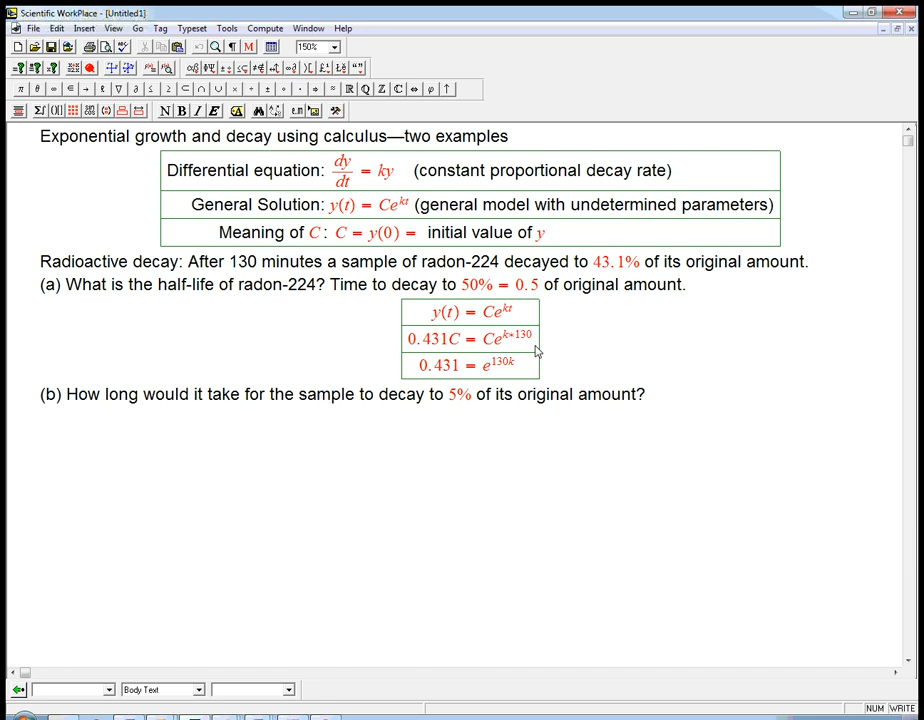 Scientific WorkPlace - [Untitled1]
File Edit Insert View Go Tag Typeset Tools Compute Window Help
150%
N B I E
Exponential growth and decay using calculus—two examples
Differential equation: dy/dt = ky (constant proportional decay rate)
General Solution: y(t) = Ce^{kt} (general model with undetermined parameters)
Meaning of C: C = y(0) = initial value of y
Radioactive decay: After 130 minutes a sample of radon-224 decayed to 43.1% of its original amount.
(a) What is the half-life of radon-224? Time to decay to 50% = 0.5 of original amount.
y(t) = Ce^{kt}
0.431C = Ce^{k*130}
0.431 = e^{130k}
(b) How long would it take for the sample to decay to 5% of its original amount?
Body Text
NUM WRITE